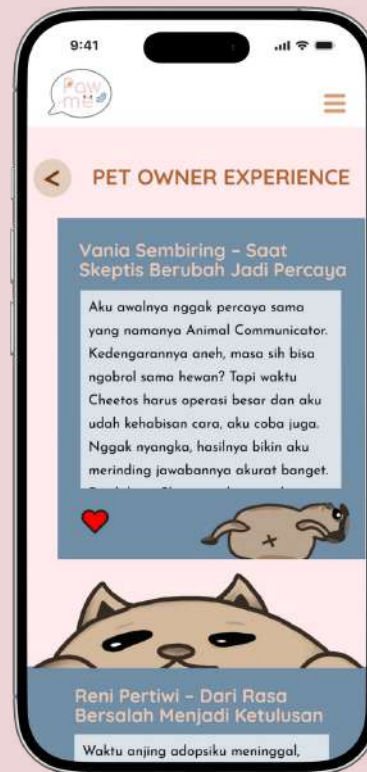 9:41
Paw
me
PET OWNER EXPERIENCE
Vania Sembiring – Saat
Skeptis Berubah Jadi Percaya
Aku awalnya nggak percaya sama
yang namanya Animal Communicator.
Kedengarannya aneh, masa sih bisa
ngobrol sama hewan? Tapi waktu
Cheetos harus operasi besar dan aku
udah kehabisan cara, aku coba juga.
Nggak nyangka, hasilnya bikin aku
merinding jawabannya akurat banget.
Reni Pertiwi – Dari Rasa
Bersalah Menjadi Ketulusan
Waktu anjing adopsiku meninggal,